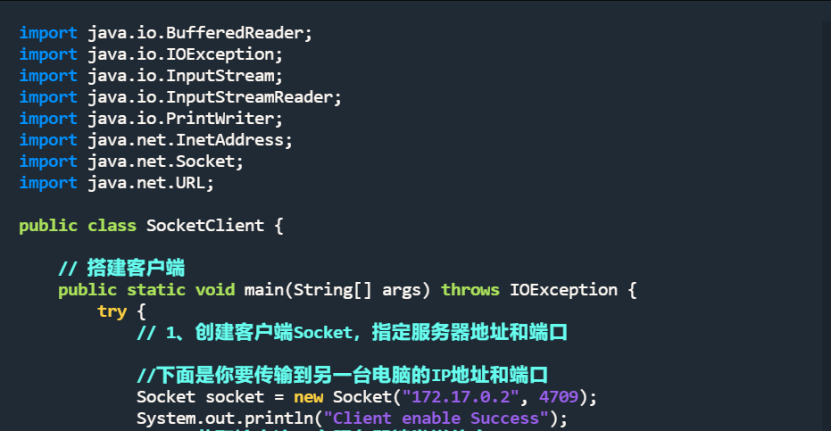 import java.io.BufferedReader;
import java.io.IOException;
import java.io.InputStream;
import java.io.InputStreamReader;
import java.io.PrintWriter;
import java.net.InetAddress;
import java.net.Socket;
import java.net.URL;
public class SocketClient {
// 搭建客户端
public static void main(String[] args) throws IOException {
try {
// 1、创建客户端Socket，指定服务器地址和端口
//下面是你要传输到另一台电脑的IP地址和端口
Socket socket = new Socket("172.17.0.2", 4709);
System.out.println("Client enable Success");